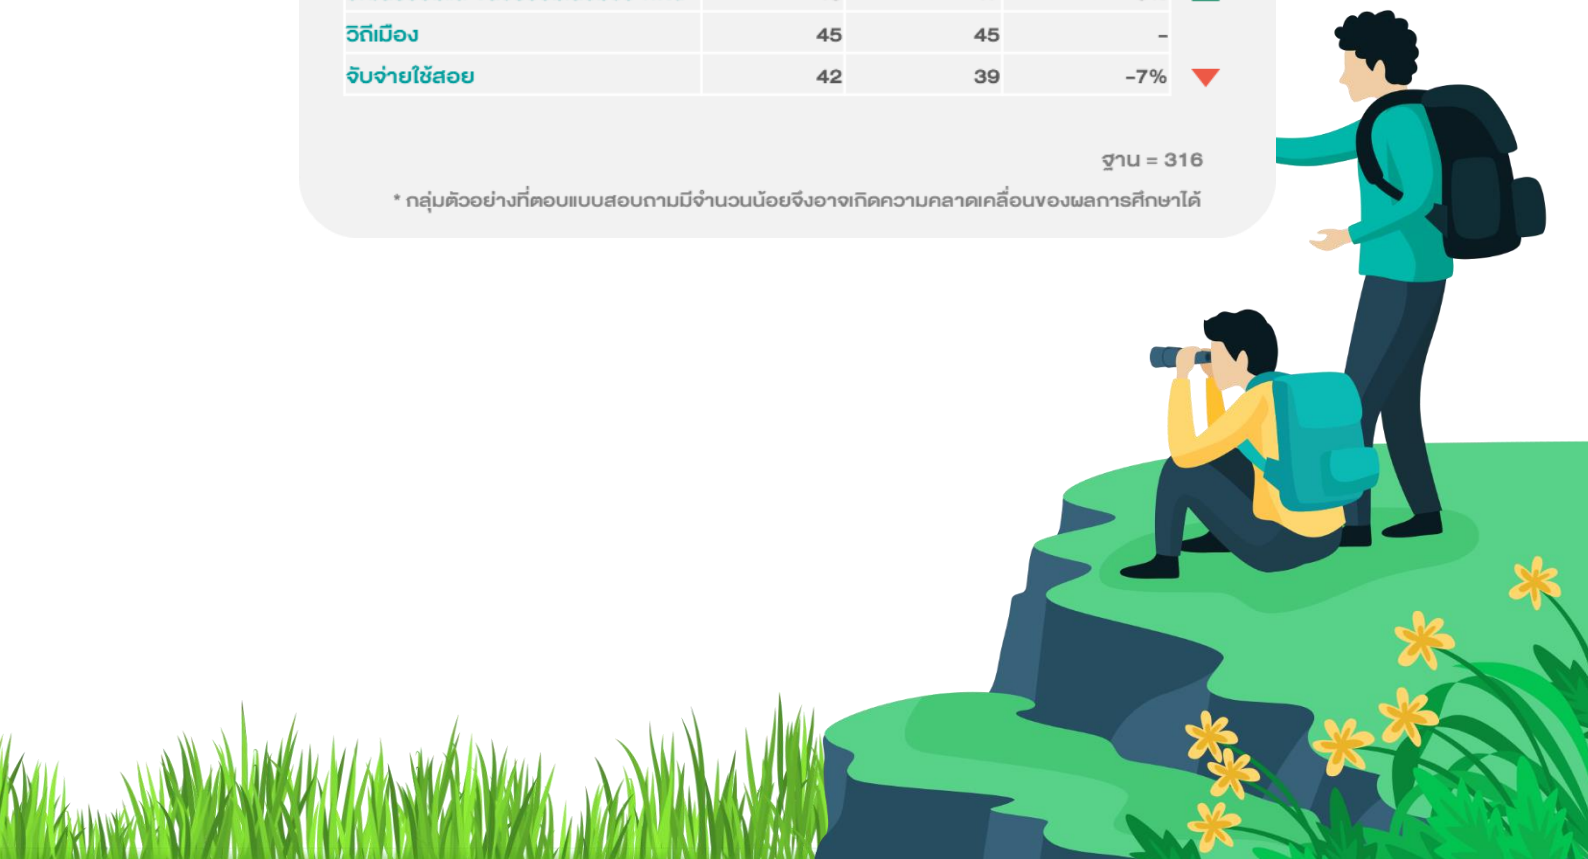 วิถีเมือง 45 45 -
จับจ่ายใช้สอย 42 39 -7%
ฐาน = 316
* กลุ่มตัวอย่างที่ตอบแบบสอบถามมีจำนวนน้อยจึงอาจเกิดความคลาดเคลื่อนของผลการศึกษาได้